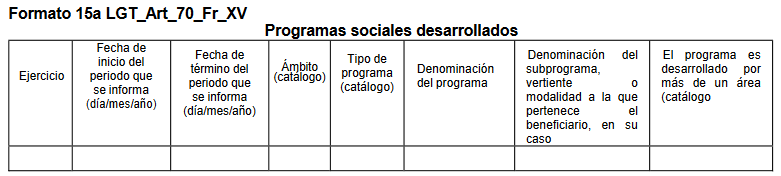 Formato 15a LGT_Art_70_Fr_XV
Programas sociales desarrollados
Ejercicio
Fecha de
inicio del
periodo que
se informa
(día/mes/año)
Fecha de
término del
periodo que
se informa
(día/mes/año)
Ámbito
(catálogo)
Tipo de
programa
(catálogo)
Denominación
del programa
Denominación del
subprograma,
vertiente o
modalidad a la que
pertenece el
beneficiario, en su
caso
El programa es
desarrollado por
más de un área
(catálogo